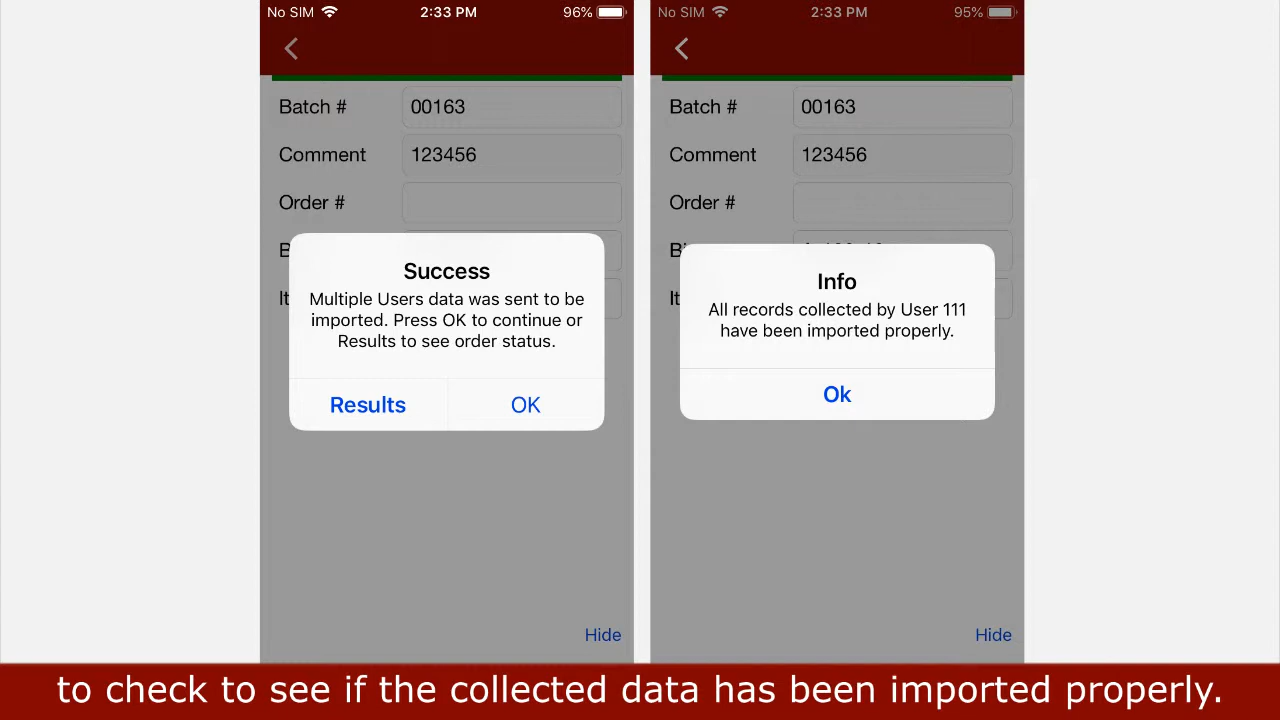 No SIM 2:33 PM 96%
Batch # 00163
Comment 123456
Order #
B
It
Success
Multiple Users data was sent to be
imported. Press OK to continue or
Results to see order status.
Results OK
Hide
No SIM 2:33 PM 95%
Batch # 00163
Comment 123456
Order #
Bi
It
Info
All records collected by User 111
have been imported properly.
Ok
Hide
to check to see if the collected data has been imported properly.